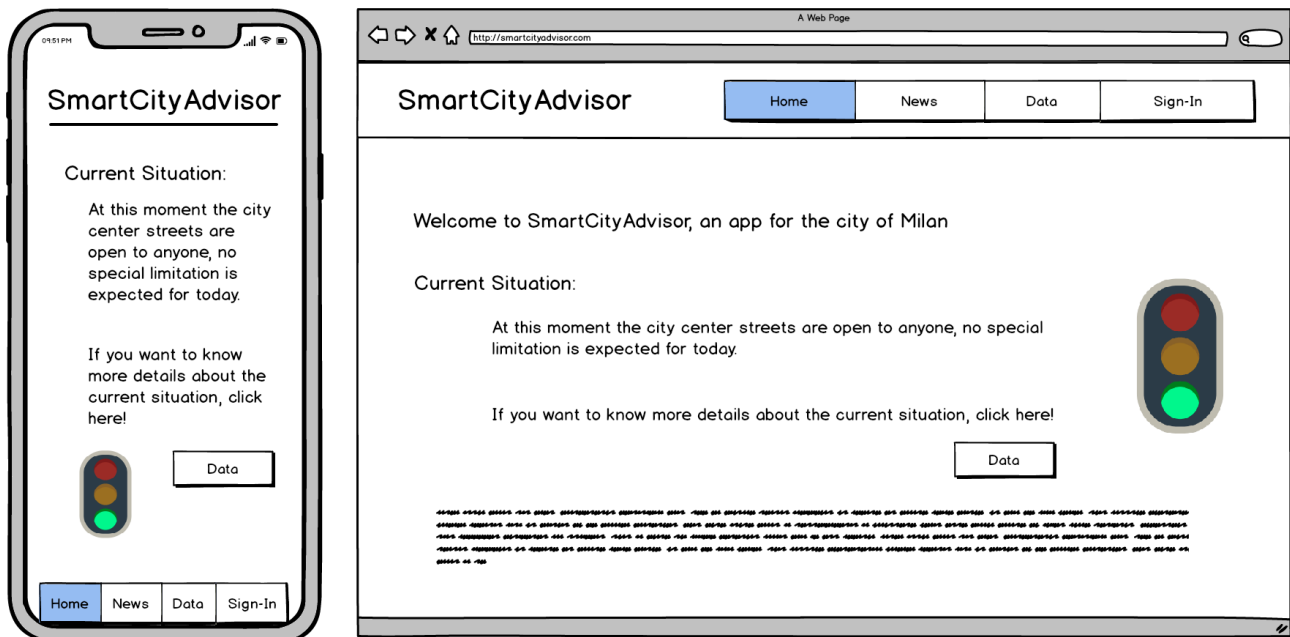 09:51 PM
SmartCityAdvisor
Current Situation:
At this moment the city
center streets are
open to anyone, no
special limitation is
expected for today.
If you want to know
more details about the
current situation, click
here!
Data
Home News Data Sign-In
A Web Page
http://smartcityadvisor.com
SmartCityAdvisor
Home News Data Sign-In
Welcome to SmartCityAdvisor, an app for the city of Milan
Current Situation:
At this moment the city center streets are open to anyone, no special
limitation is expected for today.
If you want to know more details about the current situation, click here!
Data